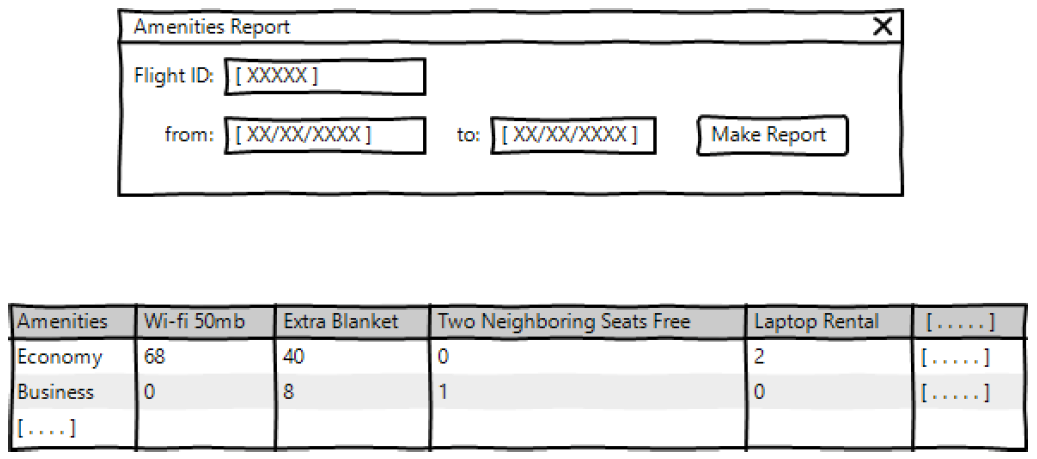 Amenities Report
Flight ID: [ XXXXX ]
from: [ XX/XX/XXXX ] to: [ XX/XX/XXXX ] Make Report
Amenities Wi-fi 50mb Extra Blanket Two Neighboring Seats Free Laptop Rental [.....]
Economy 68 40 0 2 [.....]
Business 0 8 1 0 [.....]
[....]